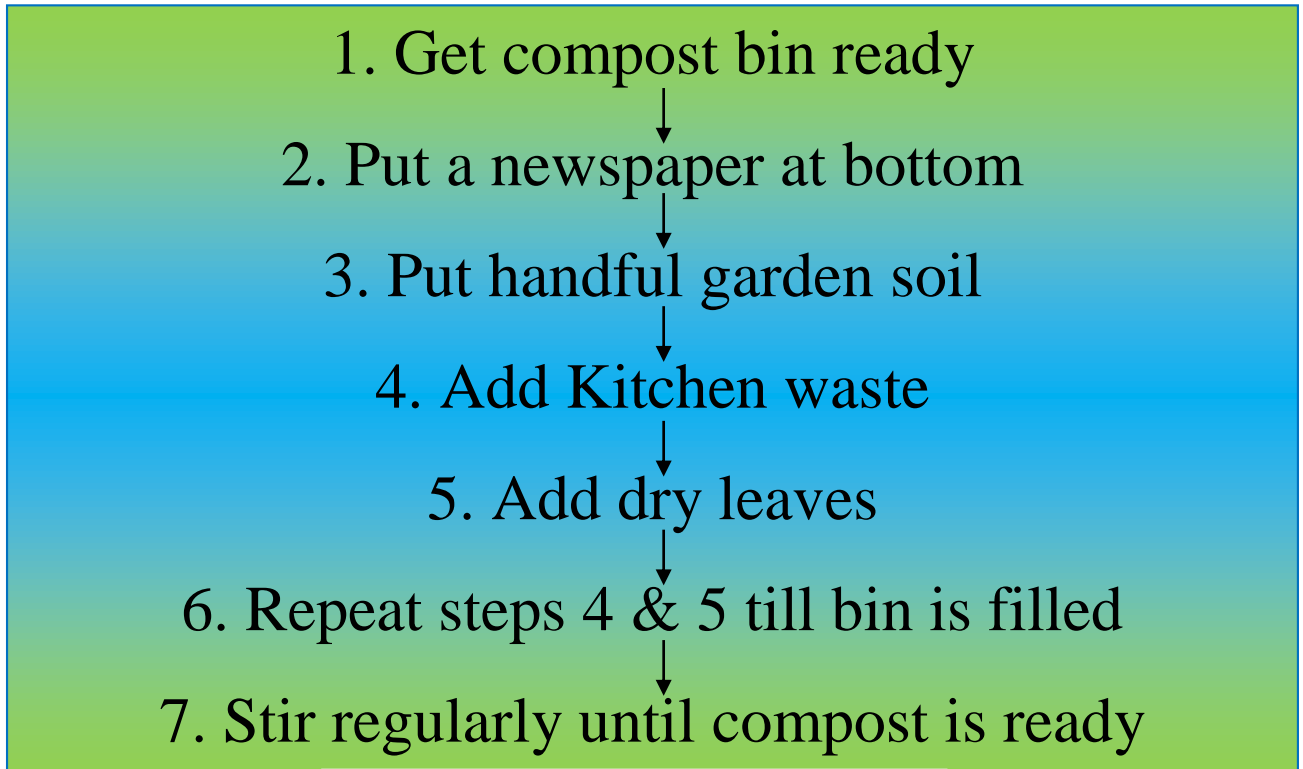 1. Get compost bin ready
2. Put a newspaper at bottom
3. Put handful garden soil
4. Add Kitchen waste
5. Add dry leaves
6. Repeat steps 4 & 5 till bin is filled
7. Stir regularly until compost is ready